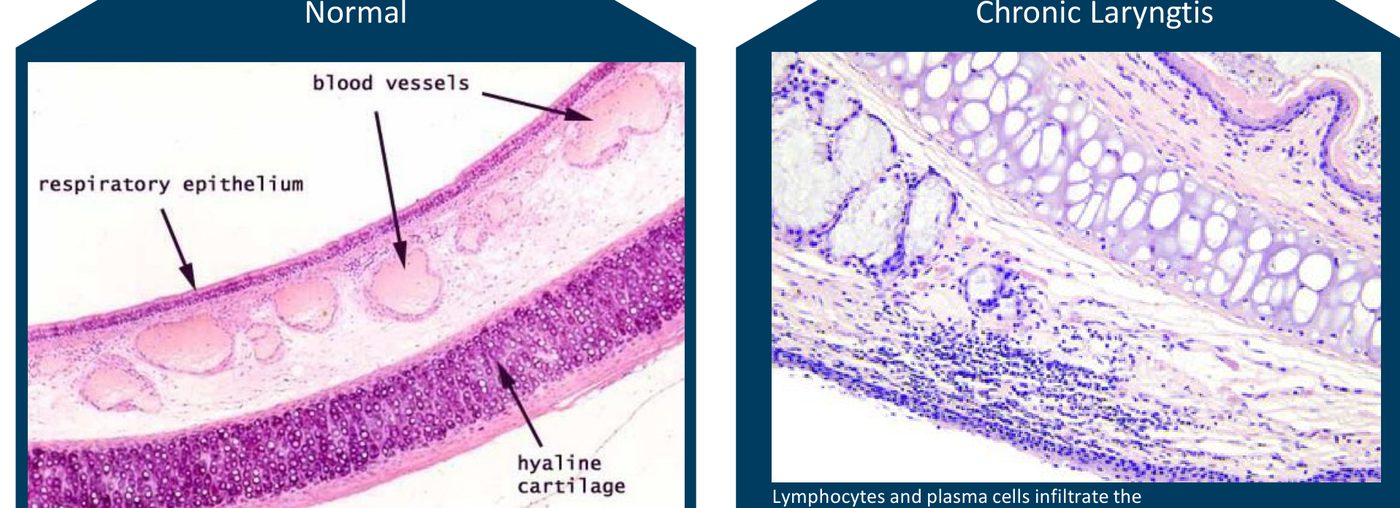 Normal
blood vessels
respiratory epithelium
hyaline
cartilage
Chronic Laryngtis
Lymphocytes and plasma cells infiltrate the